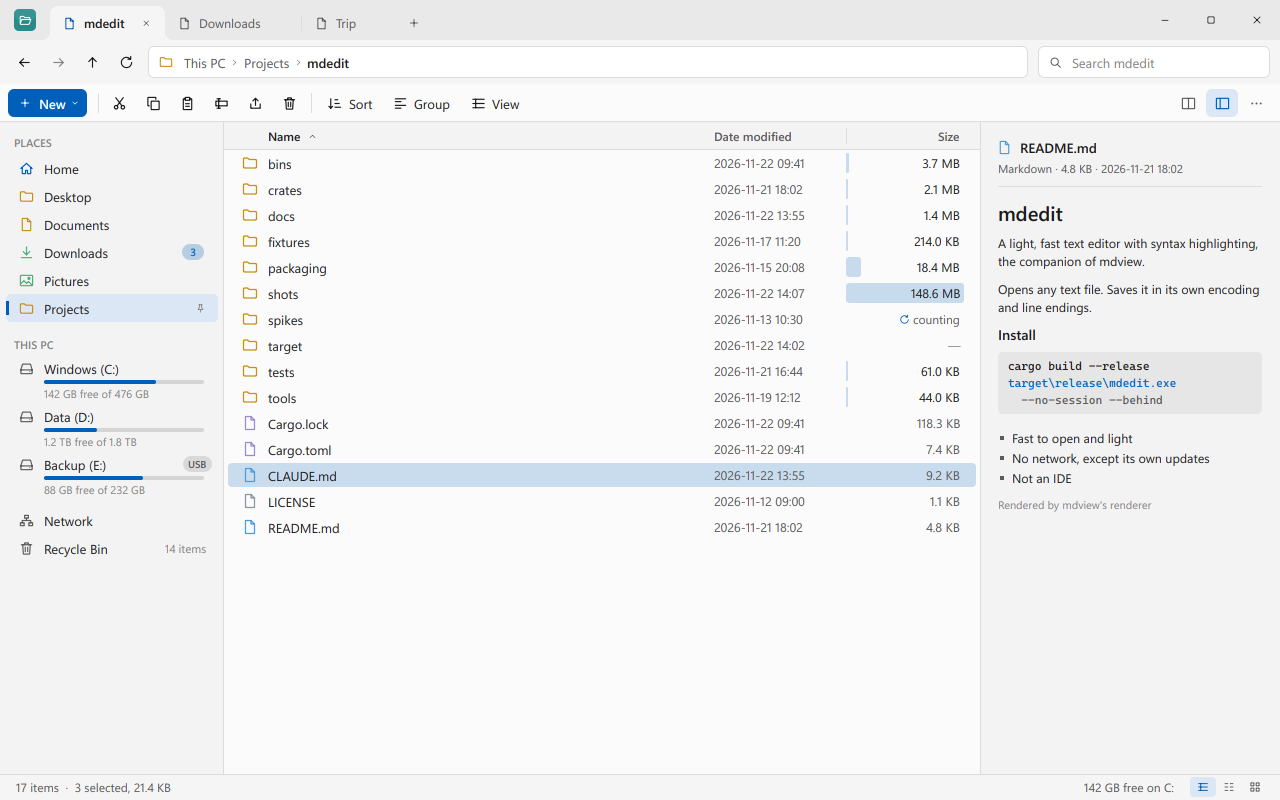 mdedit
Downloads
Trip
This PC
Projects
mdedit
Search mdedit
New
Sort
Group
View
PLACES
Home
Desktop
Documents
Downloads 3
Pictures
Projects
THIS PC
Windows (C:)
142 GB free of 476 GB
Data (D:)
1.2 TB free of 1.8 TB
Backup (E:) USB
88 GB free of 232 GB
Network
Recycle Bin 14 items
Name Date modified Size
bins 2026-11-22 09:41 3.7 MB
crates 2026-11-21 18:02 2.1 MB
docs 2026-11-22 13:55 1.4 MB
fixtures 2026-11-17 11:20 214.0 KB
packaging 2026-11-15 20:08 18.4 MB
shots 2026-11-22 14:07 148.6 MB
spikes 2026-11-13 10:30 counting
target 2026-11-22 14:02 —
tests 2026-11-21 16:44 61.0 KB
tools 2026-11-19 12:12 44.0 KB
Cargo.lock 2026-11-22 09:41 118.3 KB
Cargo.toml 2026-11-22 09:41 7.4 KB
CLAUDE.md 2026-11-22 13:55 9.2 KB
LICENSE 2026-11-12 09:00 1.1 KB
README.md 2026-11-21 18:02 4.8 KB
README.md
Markdown · 4.8 KB · 2026-11-21 18:02
mdedit
A light, fast text editor with syntax highlighting,
the companion of mdview.
Opens any text file. Saves it in its own encoding
and line endings.
Install
cargo build --release
target\release\mdedit.exe
--no-session --behind
Fast to open and light
No network, except its own updates
Not an IDE
Rendered by mdview's renderer
17 items · 3 selected, 21.4 KB
142 GB free on C: